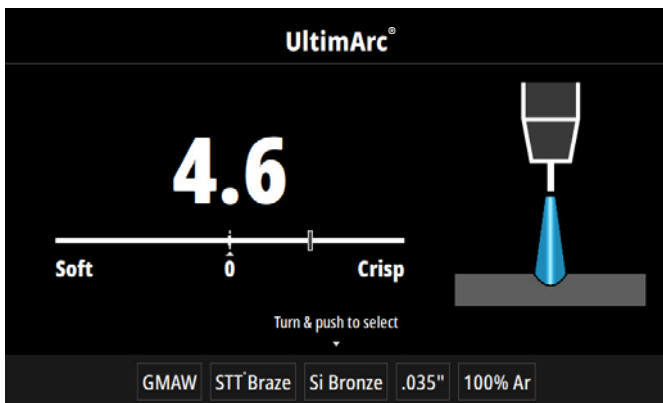 UltimArc®
4.6
Soft 0 Crisp
Turn & push to select
GMAW STT® Braze Si Bronze .035" 100% Ar